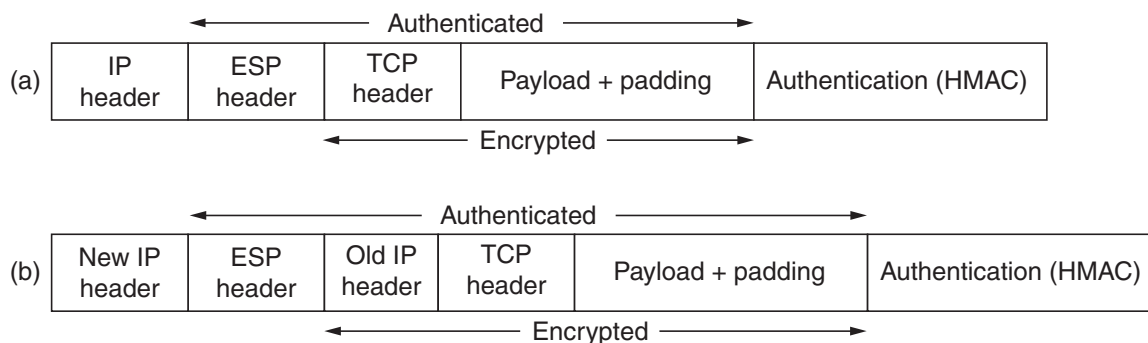 Authenticated
(a)
IP
header
ESP
header
TCP
header
Payload + padding
Authentication (HMAC)
Encrypted
Authenticated
(b)
New IP
header
ESP
header
Old IP
header
TCP
header
Payload + padding
Authentication (HMAC)
Encrypted